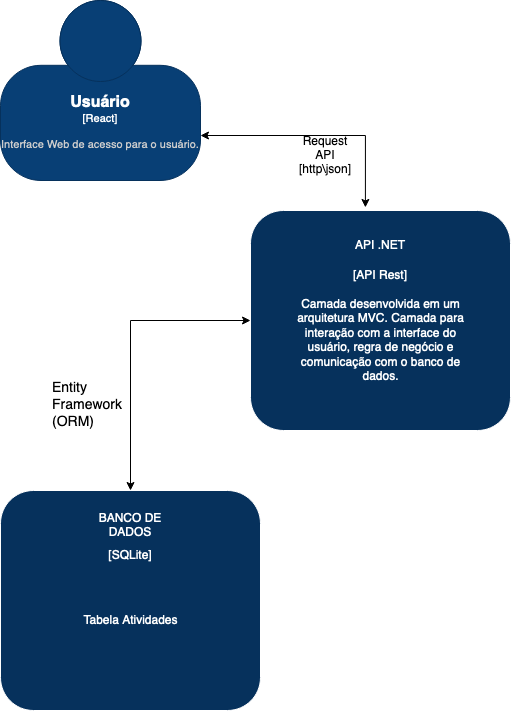 Usuário
[React]
Interface Web de acesso para o usuário.
Request
API
[http\json]
API .NET
[API Rest]
Camada desenvolvida em um
arquitetura MVC. Camada para
interação com a interface do
usuário, regra de negócio e
comunicação com o banco de
dados.
Entity
Framework
(ORM)
BANCO DE
DADOS
[SQLite]
Tabela Atividades